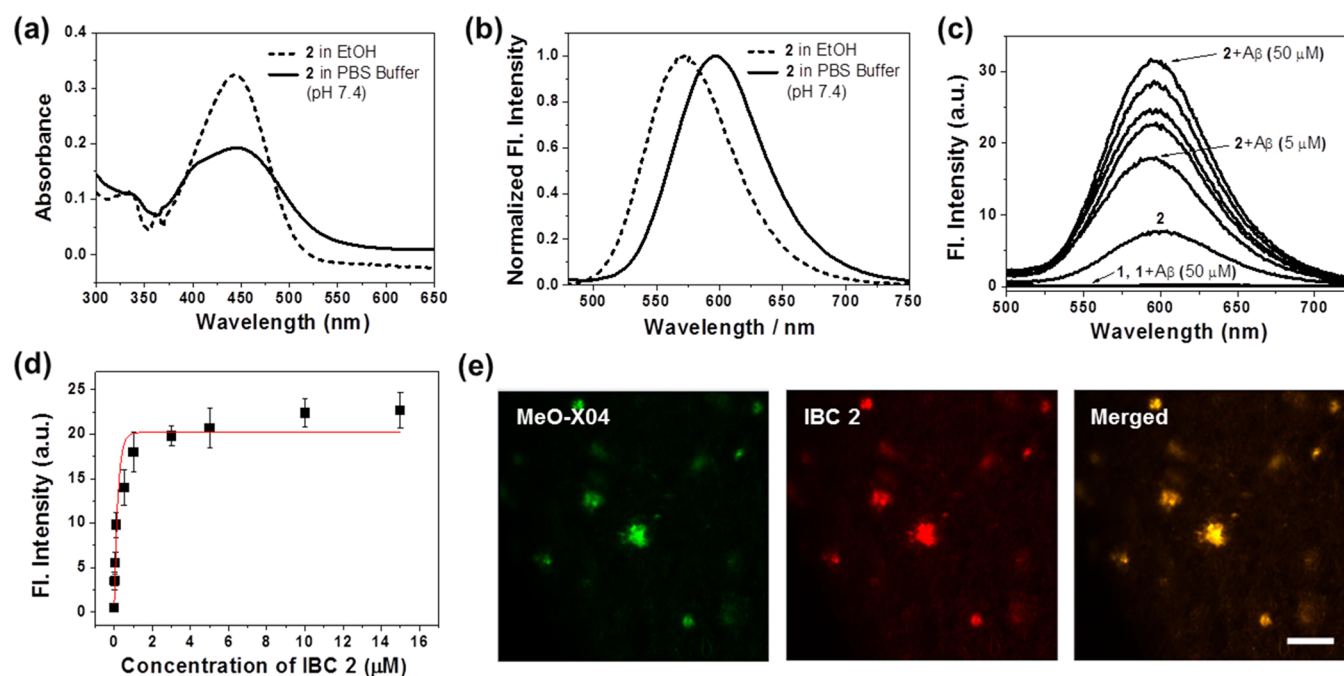 (a)
2 in EtOH
2 in PBS Buffer
(pH 7.4)
Absorbance
0.4
0.3
0.2
0.1
0.0
300 350 400 450 500 550 600 650
Wavelength (nm)
(b)
2 in EtOH
2 in PBS Buffer
(pH 7.4)
Normalized Fl. Intensity
1.0
0.8
0.6
0.4
0.2
0.0
500 550 600 650 700 750
Wavelength / nm
(c)
2+Aβ (50 μM)
2+Aβ (5 μM)
2
1, 1+Aβ (50 μM)
Fl. Intensity (a.u.)
30
20
10
0
500 550 600 650 700
Wavelength (nm)
(d)
Fl. Intensity (a.u.)
25
20
15
10
5
0
0 2 4 6 8 10 12 14 16
Concentration of IBC 2 (μM)
(e)
MeO-X04
IBC 2
Merged